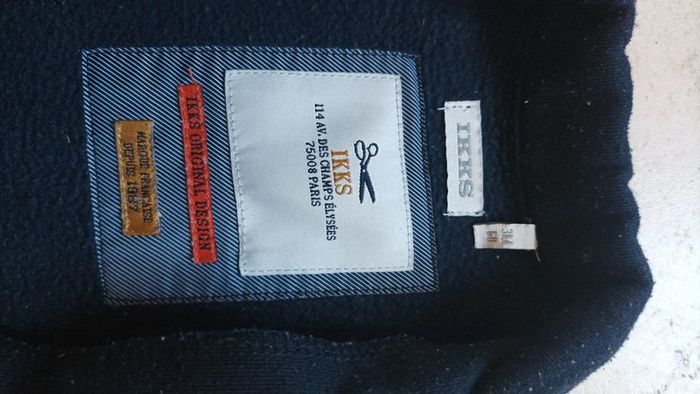 IKKS
3M
60
IKKS
114 AV. DES CHAMPS ÉLYSÉES
75008 PARIS
IKKS ORIGINAL DESIGN
MARQUE FRANÇAISE
DEPUIS 1987